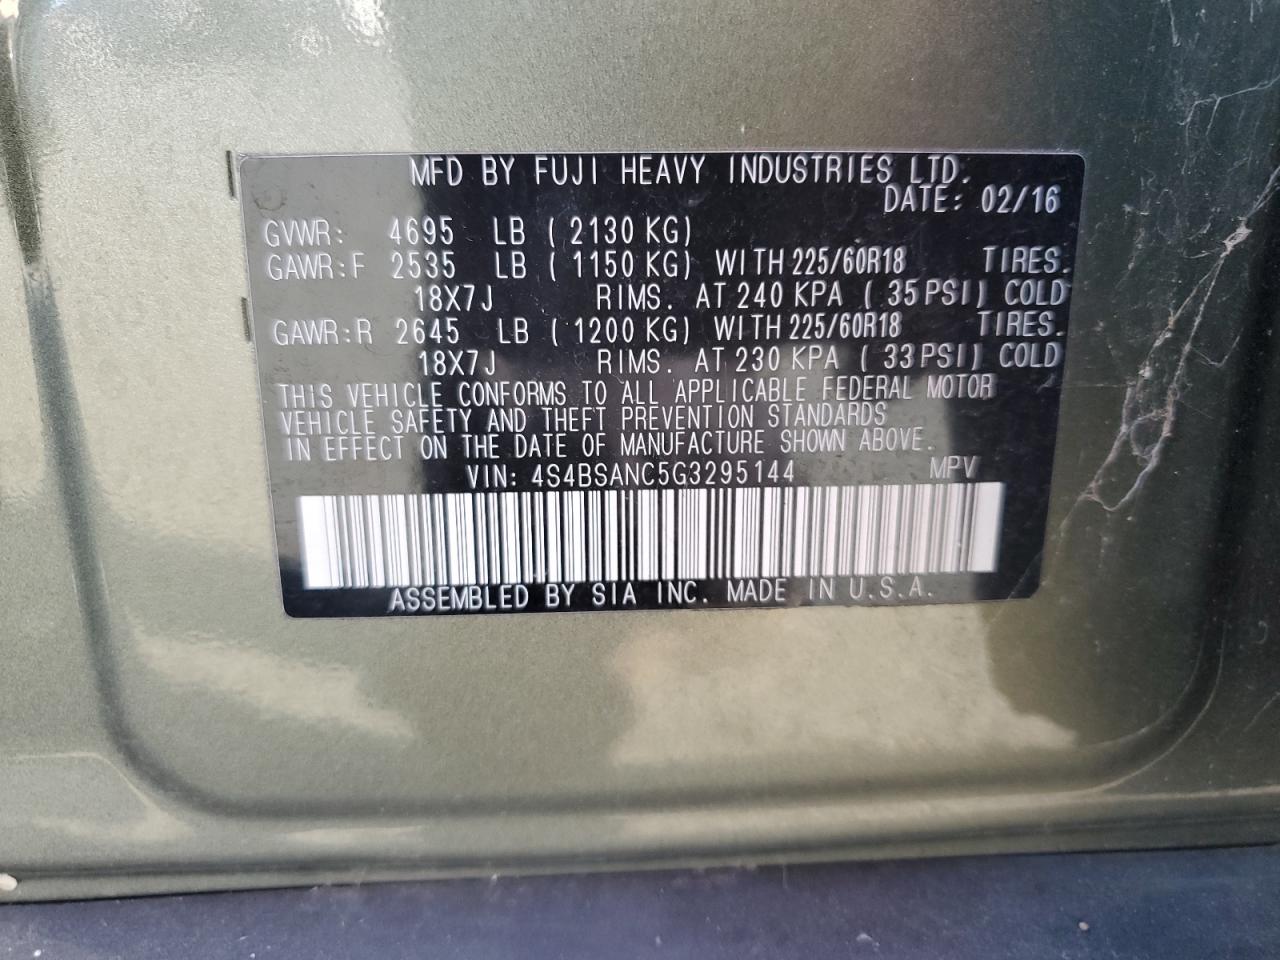 MFD BY FUJI HEAVY INDUSTRIES LTD.
DATE: 02/16
GVWR: 4695 LB ( 2130 KG)
GAWR:F 2535 LB ( 1150 KG) WITH 225/60R18 TIRES.
18X7J RIMS. AT 240 KPA ( 35 PSI) COLD
GAWR:R 2645 LB ( 1200 KG) WITH 225/60R18 TIRES.
18X7J RIMS. AT 230 KPA ( 33 PSI) COLD
THIS VEHICLE CONFORMS TO ALL APPLICABLE FEDERAL MOTOR
VEHICLE SAFETY AND THEFT PREVENTION STANDARDS
IN EFFECT ON THE DATE OF MANUFACTURE SHOWN ABOVE.
VIN: 4S4BSANC5G3295144 MPV
ASSEMBLED BY SIA INC. MADE IN U.S.A.